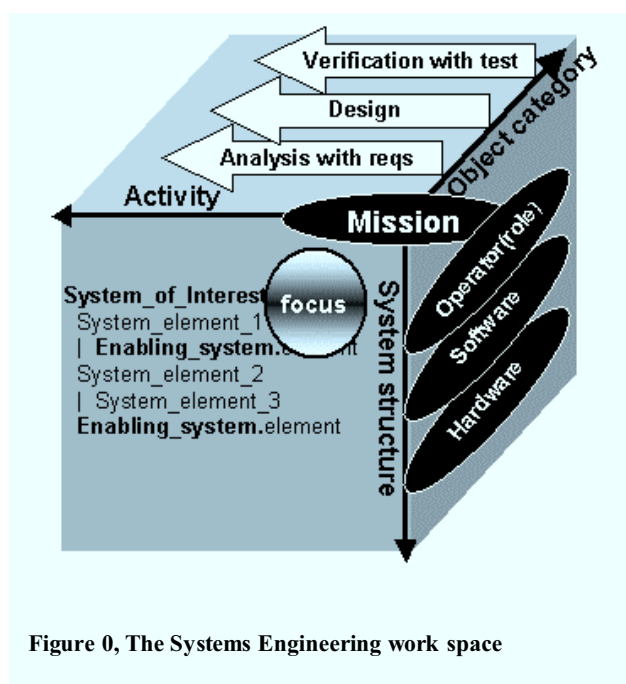 Verification with test
Design
Analysis with reqs
Object category
Activity
Mission
Operator(role)
Software
Hardware
System structure
focus
System_of_Interest
System_element_1
| Enabling_system.element
System_element_2
| System_element_3
Enabling_system.element
Figure 0, The Systems Engineering work space